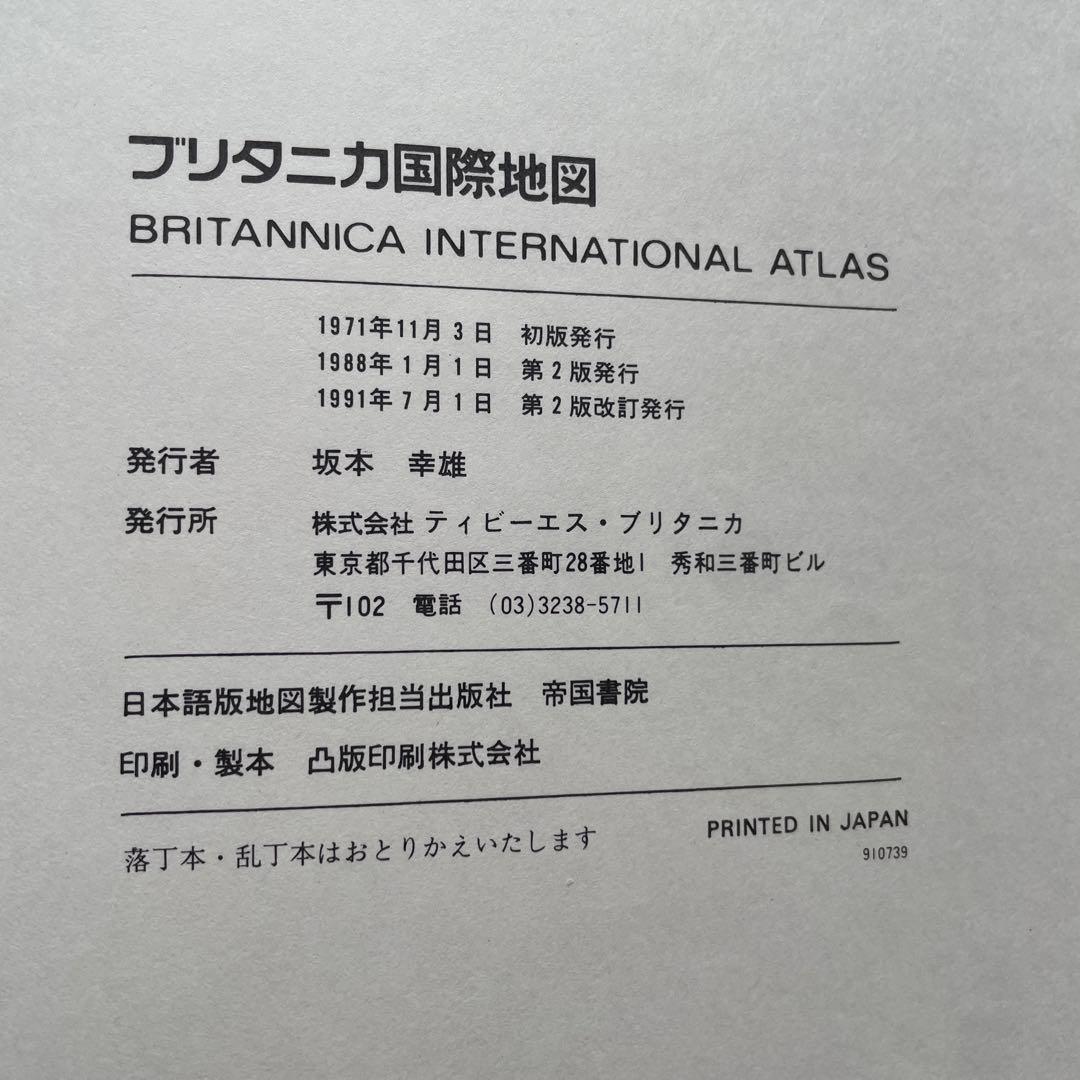 ブリタニカ国際地図
BRITANNICA INTERNATIONAL ATLAS
1971年11月3日 初版発行
1988年1月1日 第2版発行
1991年7月1日 第2版改訂発行
発行者 坂本 幸雄
発行所 株式会社 ティビーエス・ブリタニカ
東京都千代田区三番町28番地1 秀和三番町ビル
〒102 電話 (03)3238-5711
日本語版地図製作担当出版社 帝国書院
印刷・製本 凸版印刷株式会社
落丁本・乱丁本はおとりかえいたします
PRINTED IN JAPAN
910739